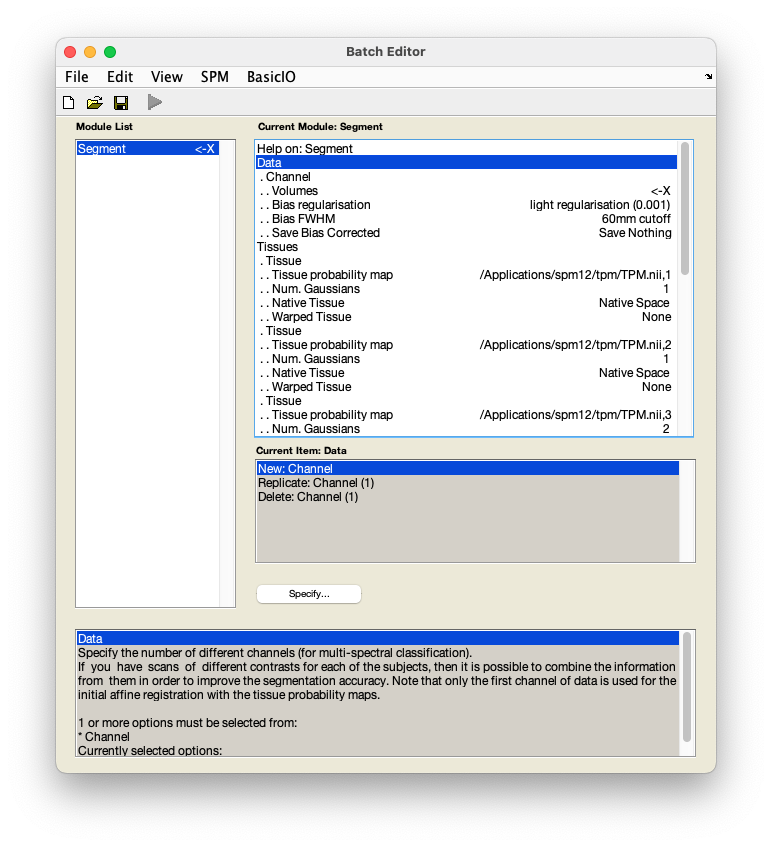 Batch Editor
File Edit View SPM BasicIO
Module List
Segment <-X
Current Module: Segment
Help on: Segment
Data
. Channel
. . Volumes <-X
. . Bias regularisation light regularisation (0.001)
. . Bias FWHM 60mm cutoff
. . Save Bias Corrected Save Nothing
Tissues
. Tissue
. . Tissue probability map /Applications/spm12/tpm/TPM.nii,1
. . Num. Gaussians 1
. . Native Tissue Native Space
. . Warped Tissue None
. Tissue
. . Tissue probability map /Applications/spm12/tpm/TPM.nii,2
. . Num. Gaussians 1
. . Native Tissue Native Space
. . Warped Tissue None
. Tissue
. . Tissue probability map /Applications/spm12/tpm/TPM.nii,3
. . Num. Gaussians 2
Current Item: Data
New: Channel
Replicate: Channel (1)
Delete: Channel (1)
Specify...
Data
Specify the number of different channels (for multi-spectral classification).
If you have scans of different contrasts for each of the subjects, then it is possible to combine the information
from them in order to improve the segmentation accuracy. Note that only the first channel of data is used for the
initial affine registration with the tissue probability maps.
1 or more options must be selected from:
* Channel
Currently selected options: